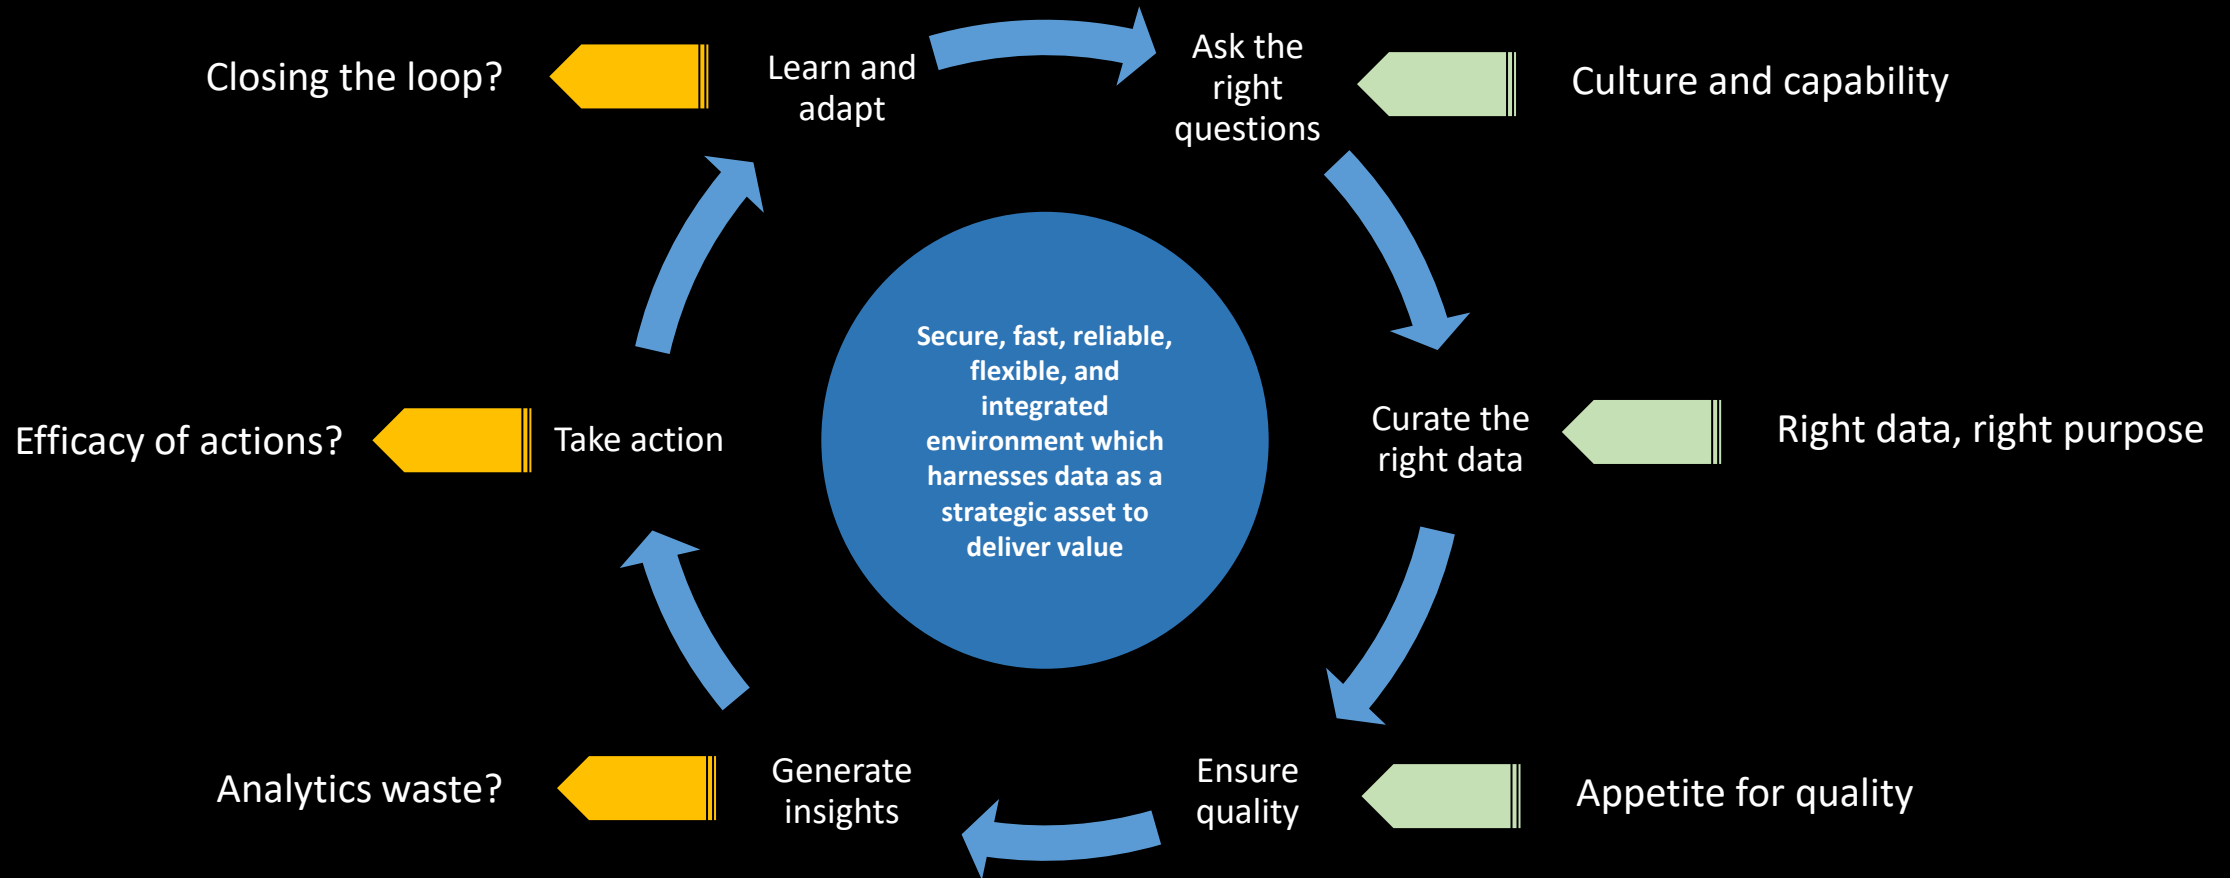 Closing the loop?
Learn and
adapt
Ask the
right
questions
Culture and capability
Secure, fast, reliable,
flexible, and
integrated
environment which
harnesses data as a
strategic asset to
deliver value
Efficacy of actions?
Take action
Curate the
right data
Right data, right purpose
Analytics waste?
Generate
insights
Ensure
quality
Appetite for quality